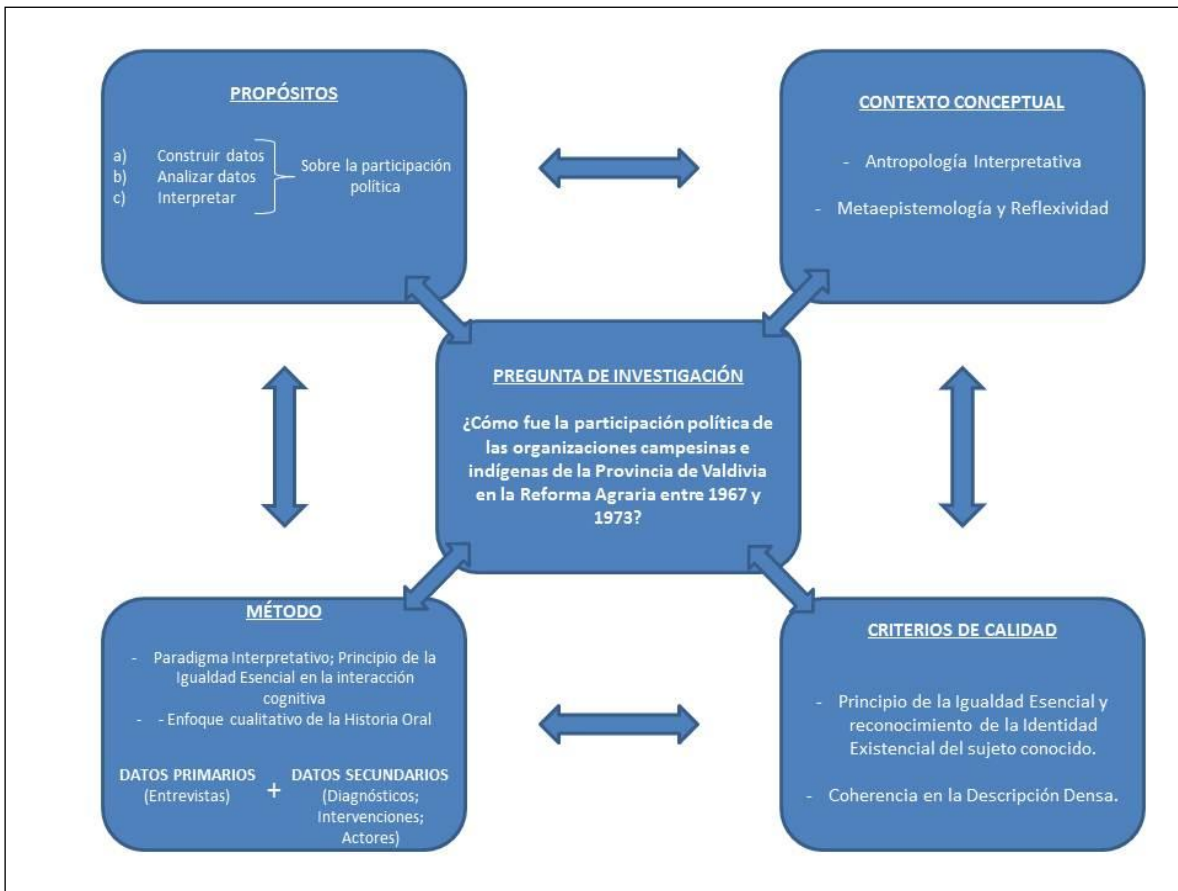 PROPÓSITOS
a) Construir datos
b) Analizar datos
c) Interpretar
Sobre la participación
política
CONTEXTO CONCEPTUAL
- Antropología Interpretativa
- Metaepistemología y Reflexividad
PREGUNTA DE INVESTIGACIÓN
¿Cómo fue la participación política de
las organizaciones campesinas e
indígenas de la Provincia de Valdivia
en la Reforma Agraria entre 1967 y
1973?
MÉTODO
- Paradigma Interpretativo; Principio de la
Igualdad Esencial en la interacción
cognitiva
- - Enfoque cualitativo de la Historia Oral
DATOS PRIMARIOS
(Entrevistas)
+
DATOS SECUNDARIOS
(Diagnósticos;
Intervenciones;
Actores)
CRITERIOS DE CALIDAD
- Principio de la Igualdad Esencial y
reconocimiento de la Identidad
Existencial del sujeto conocido.
- Coherencia en la Descripción Densa.